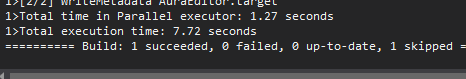 1>[2/2] WriteMetadata AuraEditor.target
1>Total time in Parallel executor: 1.27 seconds
1>Total execution time: 7.72 seconds
========== Build: 1 succeeded, 0 failed, 0 up-to-date, 1 skipped =